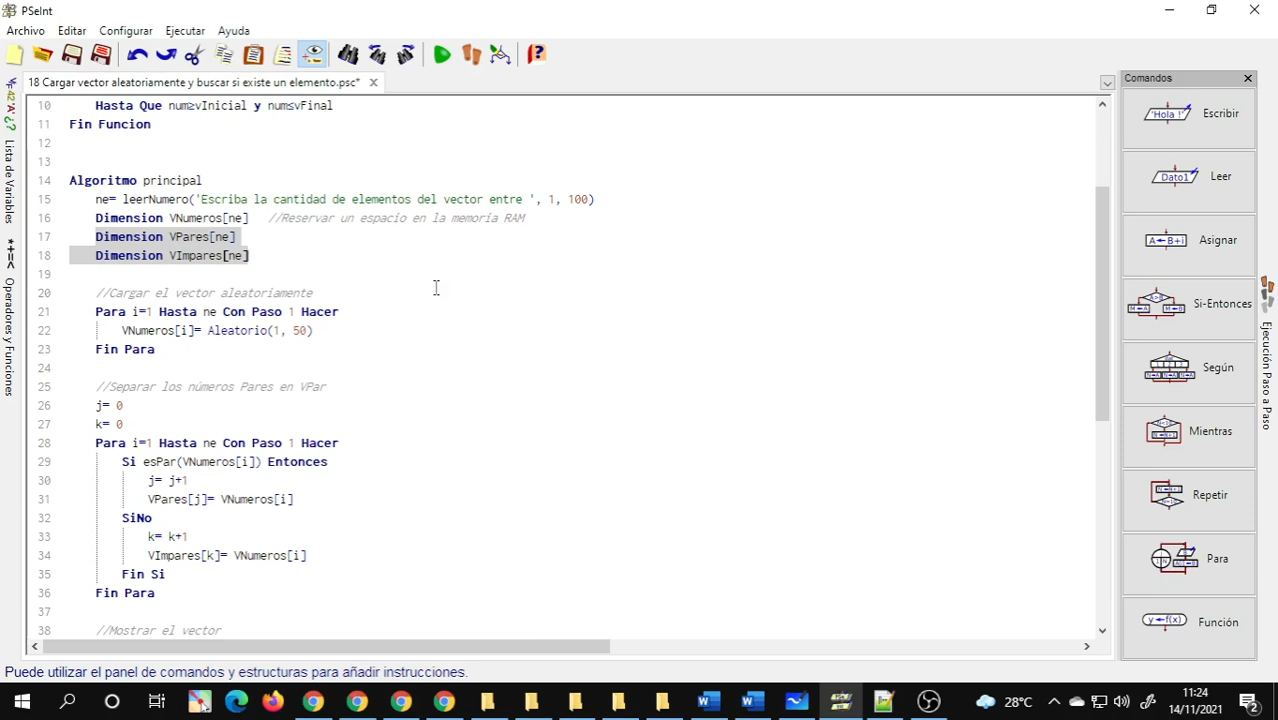 PSeInt
Archivo Editar Configurar Ejecutar Ayuda
18 Cargar vector aleatoriamente y buscar si existe un elemento.psc*
Comandos
10 Hasta Que num≥vInicial y num≤vFinal
11 Fin Funcion
12
13
14 Algoritmo principal
15 ne= leerNumero('Escriba la cantidad de elementos del vector entre ', 1, 100)
16 Dimension VNumeros[ne] //Reservar un espacio en la memoria RAM
17 Dimension VPares[ne]
18 Dimension VImpares[ne]
19
20 //Cargar el vector aleatoriamente
21 Para i=1 Hasta ne Con Paso 1 Hacer
22 VNumeros[i]= Aleatorio(1, 50)
23 Fin Para
24
25 //Separar los números Pares en VPar
26 j= 0
27 k= 0
28 Para i=1 Hasta ne Con Paso 1 Hacer
29 Si esPar(VNumeros[i]) Entonces
30 j= j+1
31 VPares[j]= VNumeros[i]
32 SiNo
33 k= k+1
34 VImpares[k]= VNumeros[i]
35 Fin Si
36 Fin Para
37
38 //Mostrar el vector
Lista de Variables
Operadores y Funciones
'Hola !' Escribir
Dato1 Leer
A←B+i Asignar
Si-Entonces
Según
Mientras
Repetir
Para
y←f(x) Función
Ejecución Paso a Paso
Puede utilizar el panel de comandos y estructuras para añadir instrucciones.
28°C
11:24
14/11/2021
2